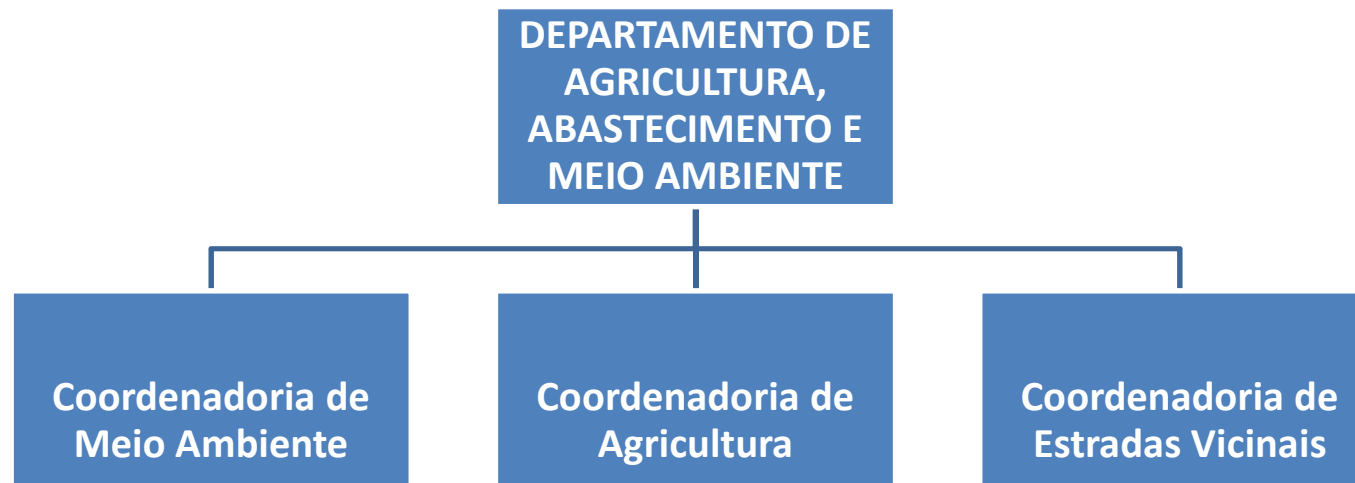 DEPARTAMENTO DE
AGRICULTURA,
ABASTECIMENTO E
MEIO AMBIENTE
Coordenadoria de
Meio Ambiente
Coordenadoria de
Agricultura
Coordenadoria de
Estradas Vicinais